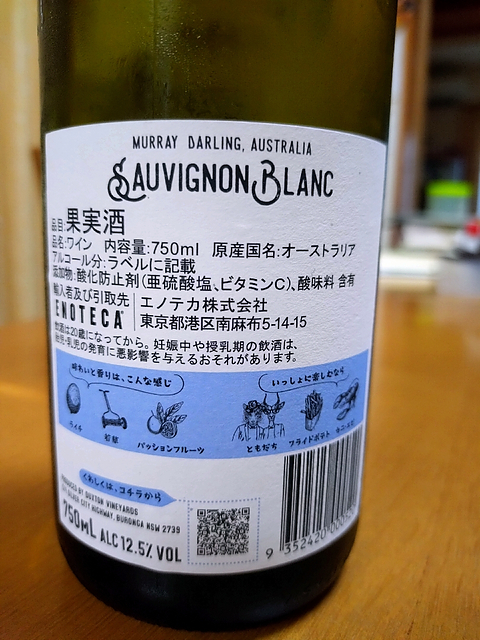 MURRAY DARLING, AUSTRALIA
SAUVIGNON BLANC
品目:果実酒
品名:ワイン 内容量:750ml 原産国名:オーストラリア
アルコール分:ラベルに記載
添加物:酸化防止剤(亜硫酸塩、ビタミンC)、酸味料 含有
輸入者及び引取先
ENOTECA
エノテカ株式会社
東京都港区南麻布5-14-15
飲酒は20歳になってから。妊娠中や授乳期の飲酒は、
胎児・乳児の発育に悪影響を与えるおそれがあります。
味わいと香りは、こんな感じ
いっしょに楽しむなら
ライチ
若草
パッションフルーツ
ともだち
フライドポテト
くわしくは、コチラから
PRODUCED BY DUXTON VINEYARDS
SILVER CITY HIGHWAY, BURONGA NSW 2739
750ML ALC 12.5% VOL
9 352420 000